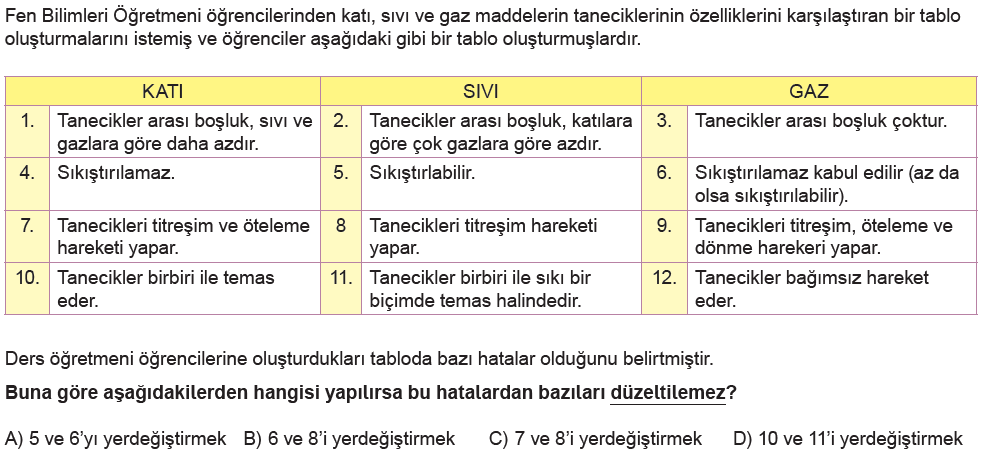 Fen Bilimleri Öğretmeni öğrencilerinden katı, sıvı ve gaz maddelerin taneciklerinin özelliklerini karşılaştıran bir tablo
oluşturmalarını istemiş ve öğrenciler aşağıdaki gibi bir tablo oluşturmuşlardır.
KATI SIVI GAZ
1. Tanecikler arası boşluk, sıvı ve
gazlara göre daha azdır.
2. Tanecikler arası boşluk, katılara
göre çok gazlara göre azdır.
3. Tanecikler arası boşluk çoktur.
4. Sıkıştırılamaz.
5. Sıkıştırlabilir.
6. Sıkıştırılamaz kabul edilir (az da
olsa sıkıştırılabilir).
7. Tanecikleri titreşim ve öteleme
hareketi yapar.
8 Tanecikleri titreşim hareketi
yapar.
9. Tanecikleri titreşim, öteleme ve
dönme harekeri yapar.
10. Tanecikler birbiri ile temas
eder.
11. Tanecikler birbiri ile sıkı bir
biçimde temas halindedir.
12. Tanecikler bağımsız hareket
eder.
Ders öğretmeni öğrencilerine oluşturdukları tabloda bazı hatalar olduğunu belirtmiştir.
Buna göre aşağıdakilerden hangisi yapılırsa bu hatalardan bazıları düzeltilemez?
A) 5 ve 6'yı yerdeğiştirmek B) 6 ve 8'i yerdeğiştirmek C) 7 ve 8'i yerdeğiştirmek D) 10 ve 11'i yerdeğiştirmek